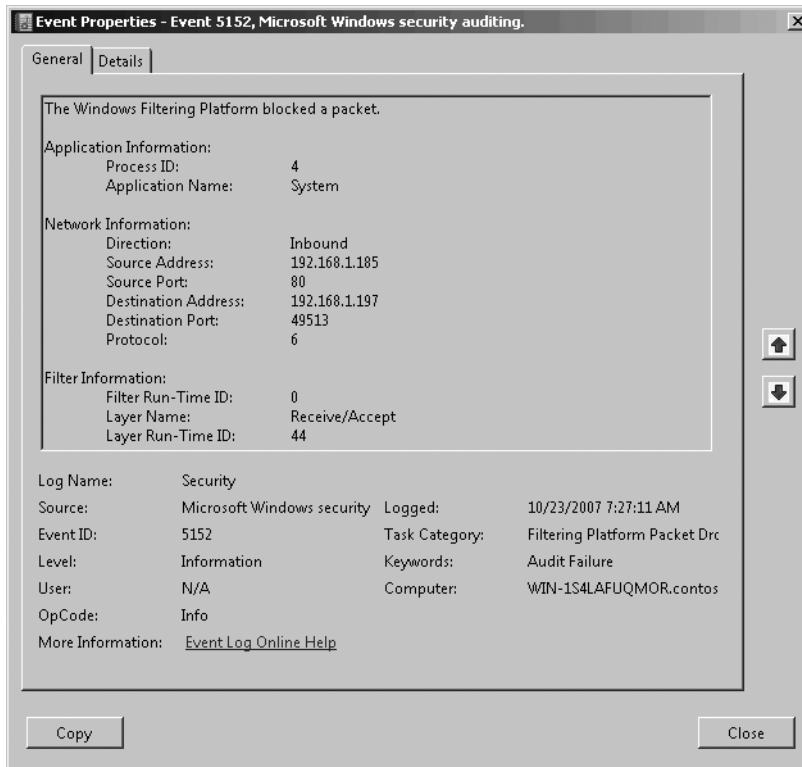 Event Properties - Event 5152, Microsoft Windows security auditing.
General Details
The Windows Filtering Platform blocked a packet.
Application Information:
Process ID: 4
Application Name: System
Network Information:
Direction: Inbound
Source Address: 192.168.1.185
Source Port: 80
Destination Address: 192.168.1.197
Destination Port: 49513
Protocol: 6
Filter Information:
Filter Run-Time ID: 0
Layer Name: Receive/Accept
Layer Run-Time ID: 44
Log Name: Security
Source: Microsoft Windows security Logged: 10/23/2007 7:27:11 AM
Event ID: 5152 Task Category: Filtering Platform Packet Drc
Level: Information Keywords: Audit Failure
User: N/A Computer: WIN-1S4LAFUQMOR.contos
OpCode: Info
More Information: Event Log Online Help
Copy Close